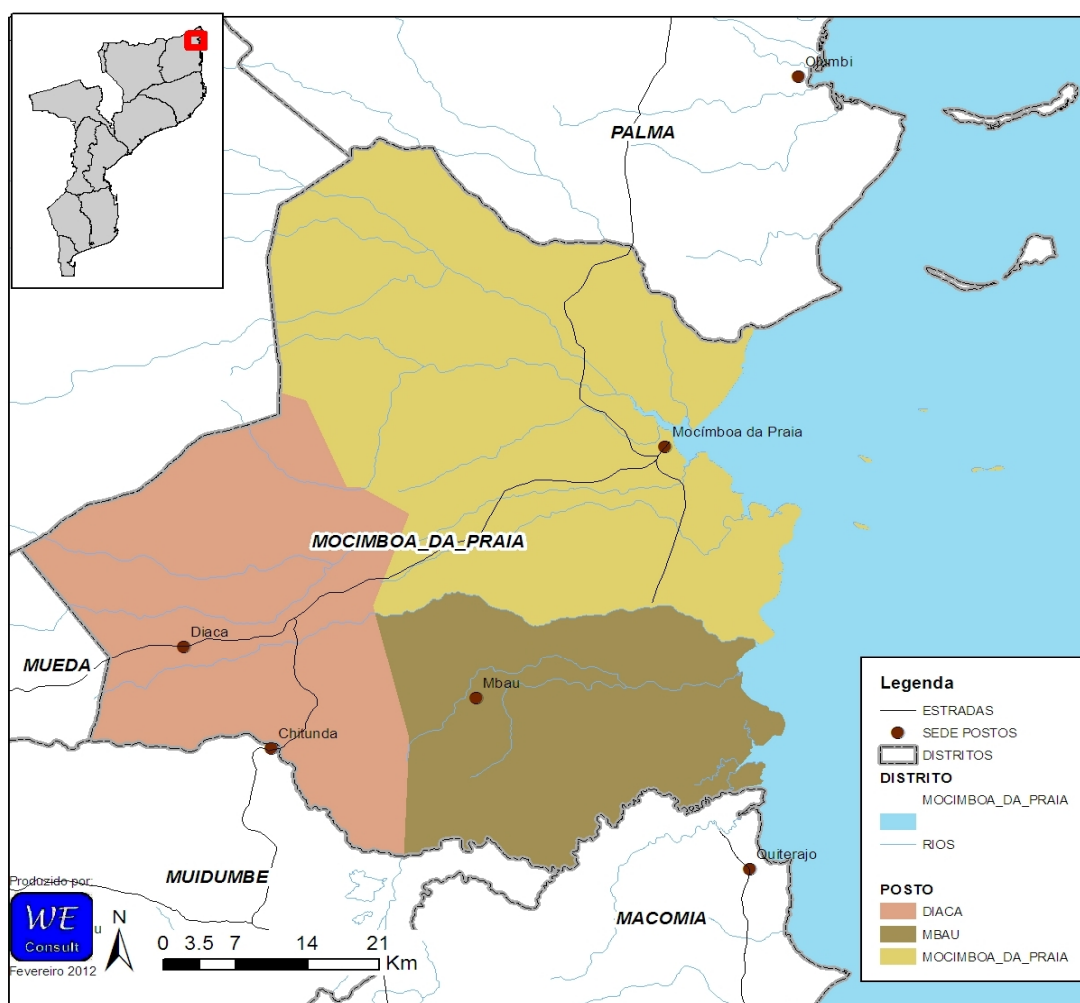 Olumbi
PALMA
Mocímboa da Praia
MOCIMBOA_DA_PRAIA
Diaca
MUEDA
Mbau
Chitunda
MUIDUMBE
Quiterajo
MACOMIA
Legenda
ESTRADAS
SEDE POSTOS
DISTRITOS
DISTRITO
MOCIMBOA_DA_PRAIA
RIOS
POSTO
DIACA
MBAU
MOCIMBOA_DA_PRAIA
Produzido por:
WE
Consult
u
Fevereiro 2012
N
0 3.5 7 14 21
Km